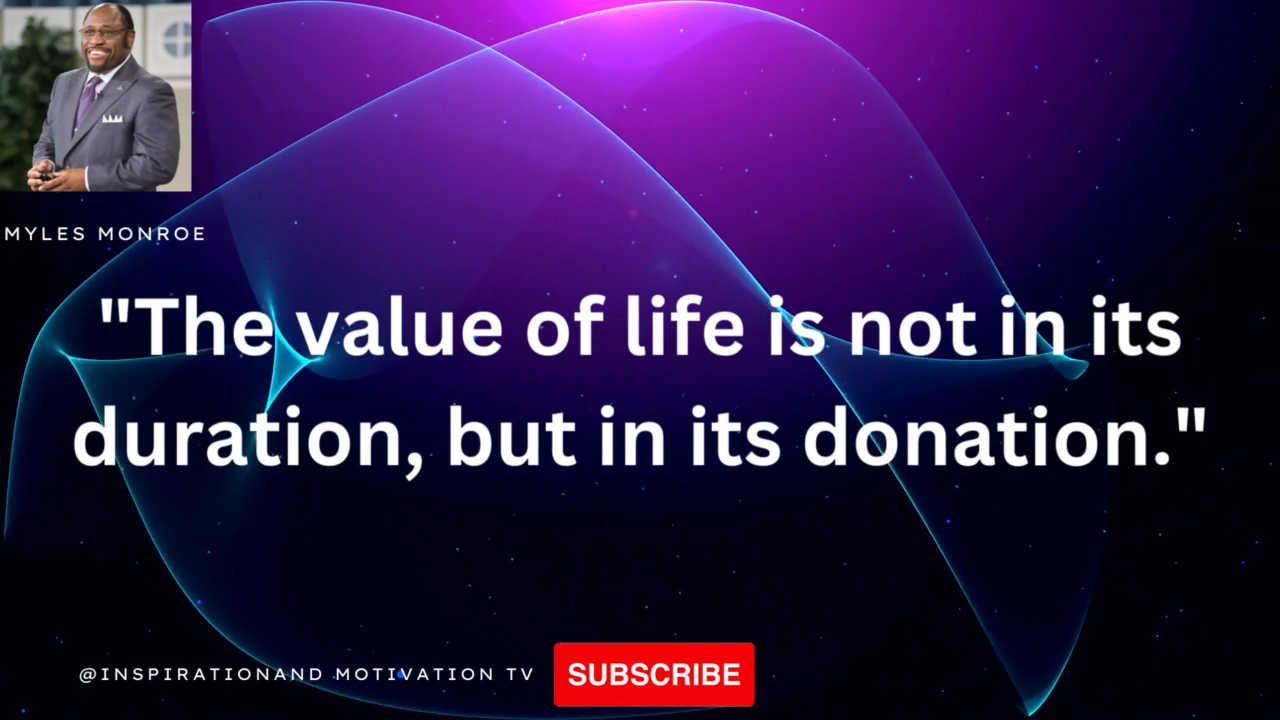 MYLES MONROE
"The value of life is not in its
duration, but in its donation."
@INSPIRATIONAND MOTIVATION TV
SUBSCRIBE